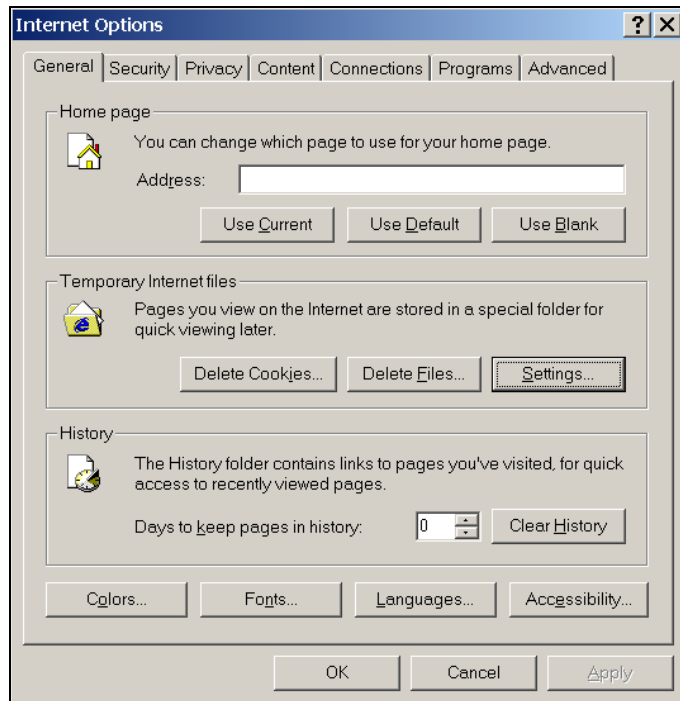 Internet Options
General Security Privacy Content Connections Programs Advanced
Home page
You can change which page to use for your home page.
Address:
Use Current Use Default Use Blank
Temporary Internet files
Pages you view on the Internet are stored in a special folder for
quick viewing later.
Delete Cookies... Delete Files... Settings...
History
The History folder contains links to pages you've visited, for quick
access to recently viewed pages.
Days to keep pages in history: 0 Clear History
Colors... Fonts... Languages... Accessibility...
OK Cancel Apply